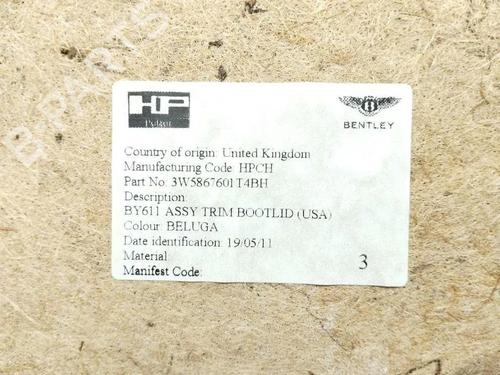 HP
Pelzer
BENTLEY
Country of origin: United Kingdom
Manufacturing Code: HPCH
Part No. 3W5867601T4BH
Description:
BY611 ASSY TRIM BOOTLID (USA)
Colour: BELUGA
Date identification: 19/05/11
Material:
Manifest Code:
3
B-PARTS